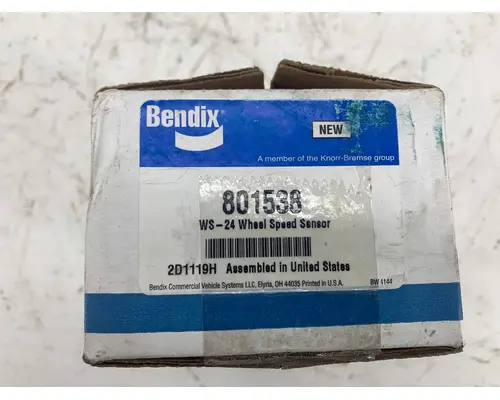 Bendix
NEW
A member of the Knorr-Bremse group
801538
WS-24 Wheel Speed Sensor
2D1119H Assembled in United States
Bendix Commercial Vehicle Systems LLC, Elyria, OH 44035 Printed in U.S.A.
BW 4144